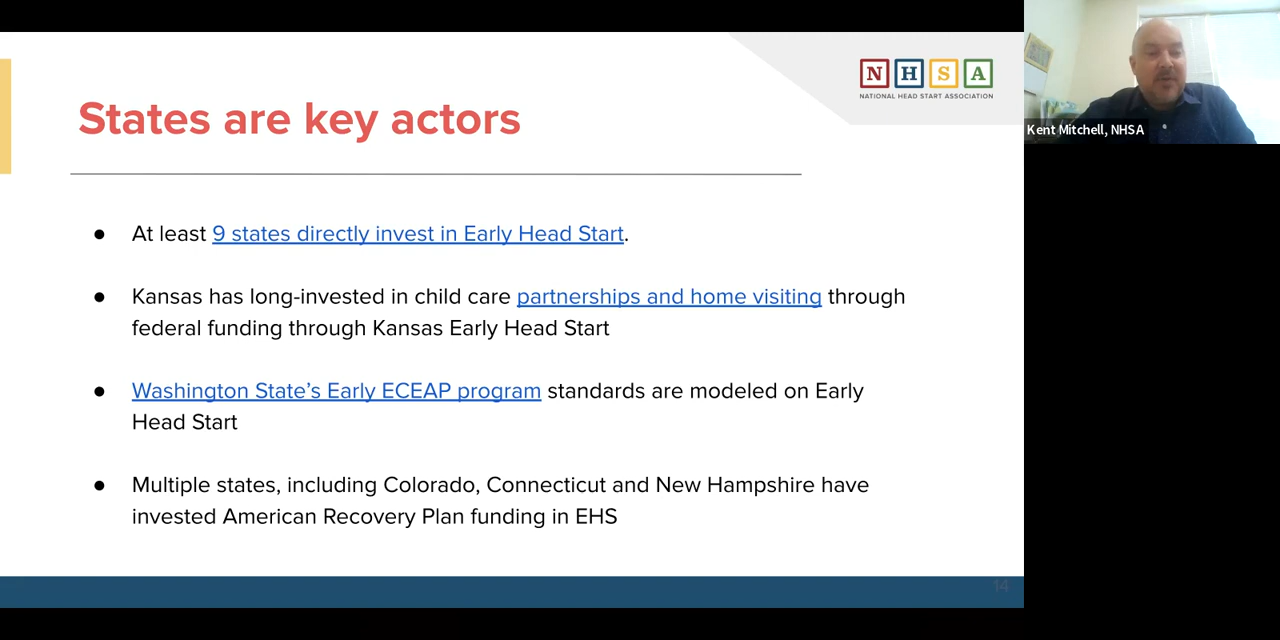 N H S A
NATIONAL HEAD START ASSOCIATION
States are key actors
Kent Mitchell, NHSA
● At least 9 states directly invest in Early Head Start.
● Kansas has long-invested in child care partnerships and home visiting through
federal funding through Kansas Early Head Start
● Washington State’s Early ECEAP program standards are modeled on Early
Head Start
● Multiple states, including Colorado, Connecticut and New Hampshire have
invested American Recovery Plan funding in EHS
14